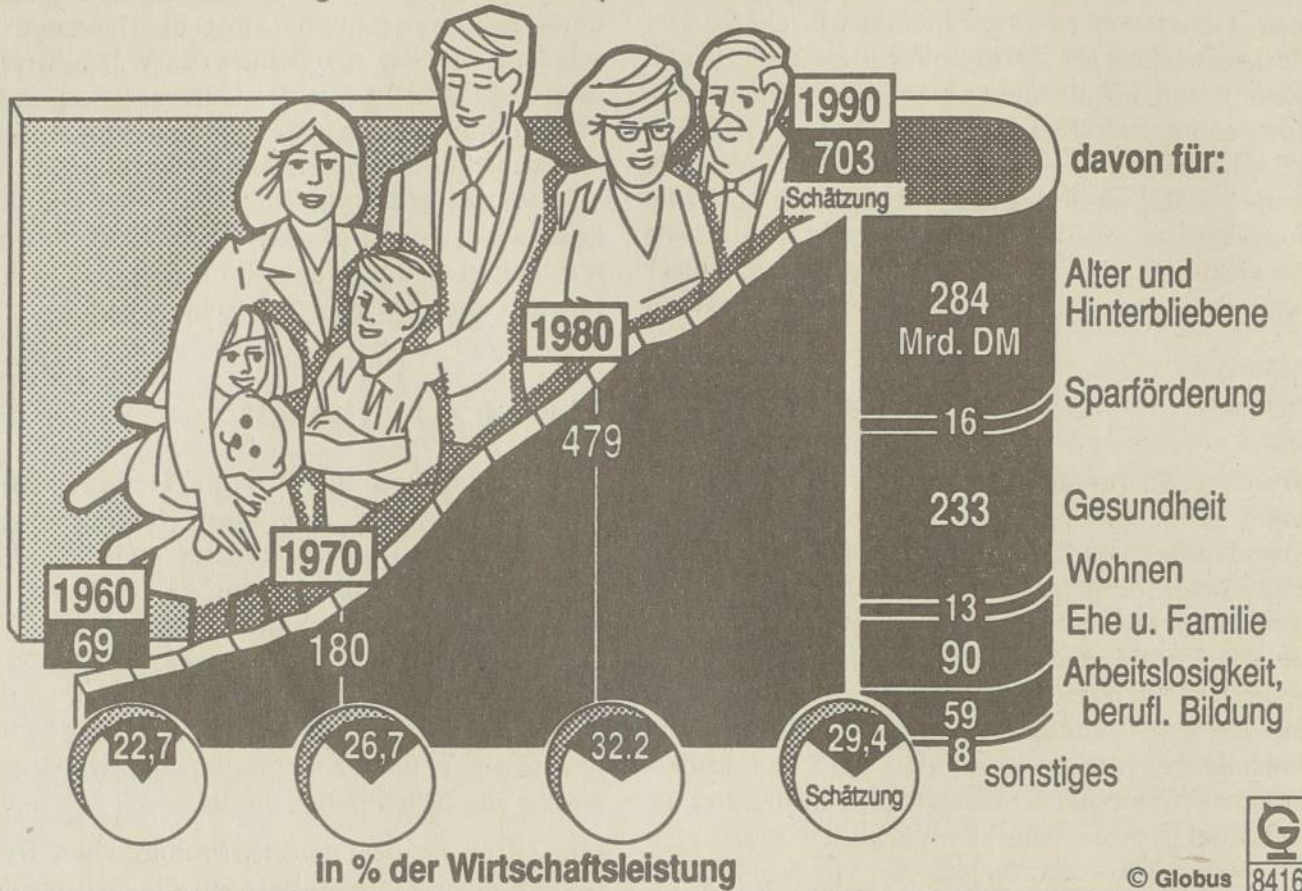 1990
703
Schätzung
davon für:
284
Mrd. DM
Alter und
Hinterbliebene
16
Sparförderung
233
Gesundheit
13
Wohnen
90
Ehe u. Familie
59
Arbeitslosigkeit,
berufl. Bildung
8
sonstiges
1980
479
1970
180
1960
69
22,7
26,7
32.2
29,4
Schätzung
in % der Wirtschaftsleistung
© Globus
8416